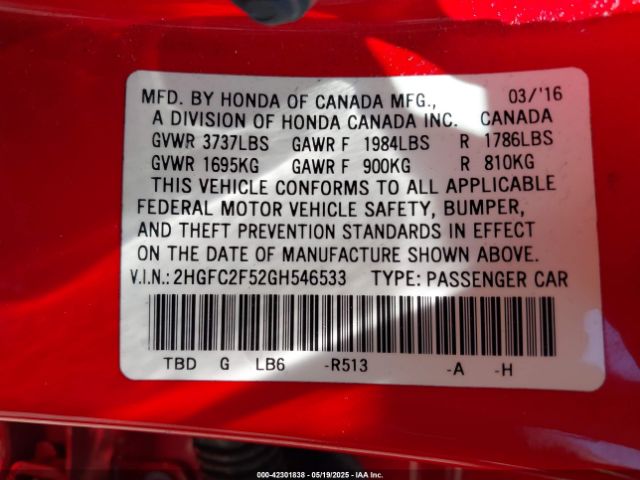 MFD. BY HONDA OF CANADA MFG., 03/'16
A DIVISION OF HONDA CANADA INC. CANADA
GVWR 3737LBS GAWR F 1984LBS R 1786LBS
GVWR 1695KG GAWR F 900KG R 810KG
THIS VEHICLE CONFORMS TO ALL APPLICABLE
FEDERAL MOTOR VEHICLE SAFETY, BUMPER,
AND THEFT PREVENTION STANDARDS IN EFFECT
ON THE DATE OF MANUFACTURE SHOWN ABOVE.
V.I.N.: 2HGFC2F52GH546533 TYPE: PASSENGER CAR
TBD G LB6 -R513 -A -H
000-42301838 - 05/19/2025 - IAA Inc.